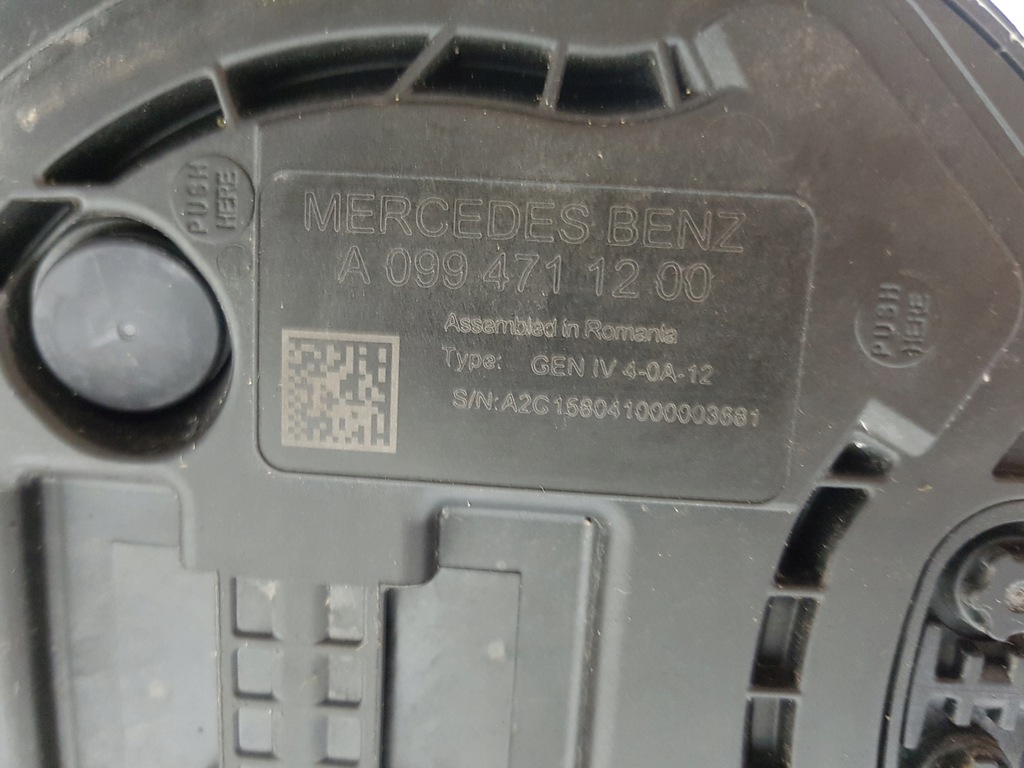 PUSH
HERE
MERCEDES BENZ
A 099 471 12 00
Assembled in Romania
Type: GEN IV 4-0A-12
S/N:A2C1580410000003681
PUSH
HERE